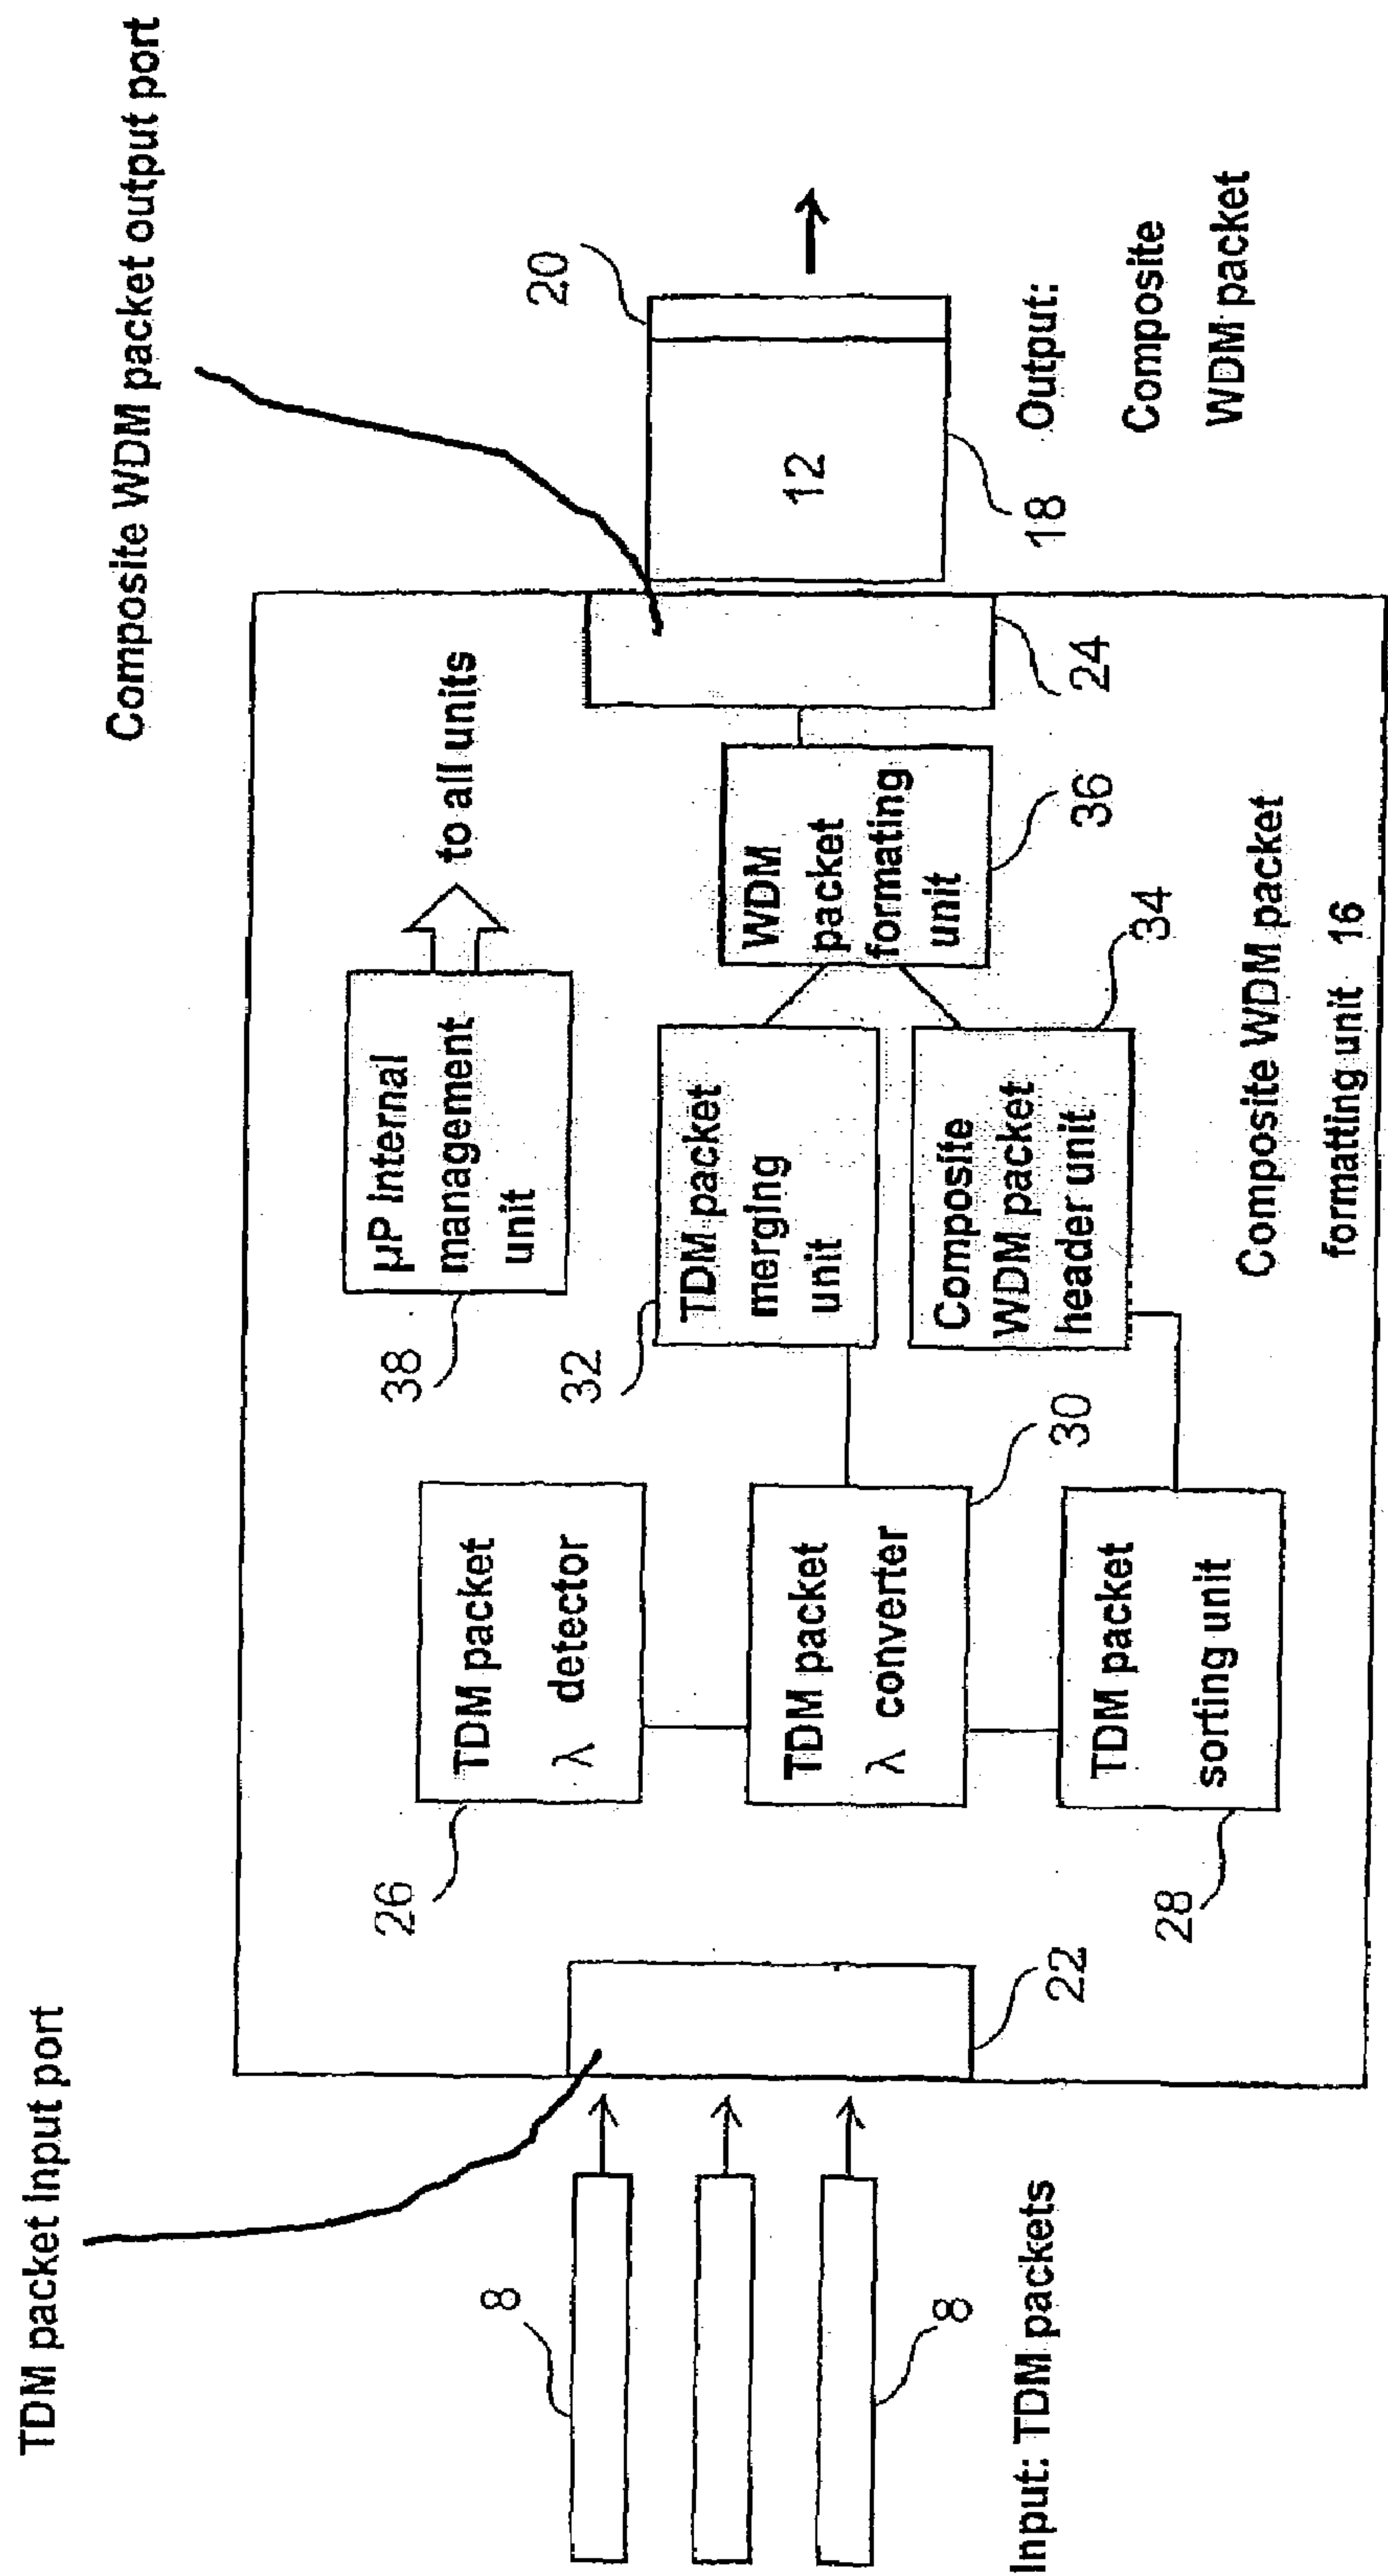 TDM packet Input port
Composite WDM packet output port
8
8
Input: TDM packets
22
26
TDM packet
λ detector
TDM packet
λ converter
30
TDM packet
sorting unit
28
38
µP internal
management
unit
to all units
32
TDM packet
merging
unit
Composite
WDM packet
header unit
34
WDM
packet
formating
unit
36
24
Composite WDM packet
formatting unit 16
12
20
18
Output:
Composite
WDM packet